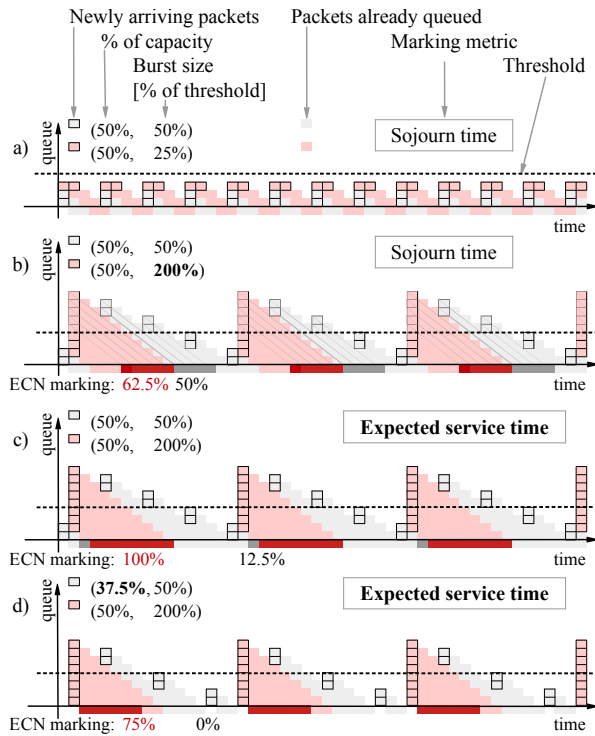 Newly arriving packets
Packets already queued
% of capacity
Marking metric
Burst size
[% of threshold]
Threshold
a)
queue
(50%, 50%)
(50%, 25%)
Sojourn time
time
b)
queue
(50%, 50%)
(50%, 200%)
Sojourn time
ECN marking: 62.5% 50%
time
c)
queue
(50%, 50%)
(50%, 200%)
Expected service time
ECN marking: 100% 12.5%
time
d)
queue
(37.5%, 50%)
(50%, 200%)
Expected service time
ECN marking: 75% 0%
time